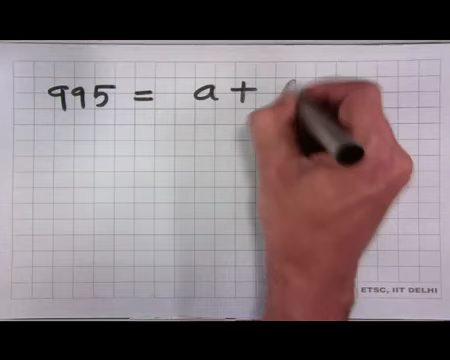 995 = a +
ETSC, IIT DELHI